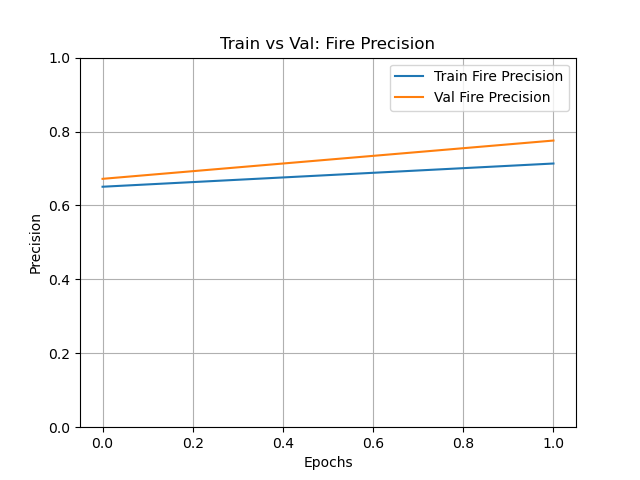 Train vs Val: Fire Precision
1.0
0.8
0.6
0.4
0.2
0.0
Precision
Train Fire Precision
Val Fire Precision
0.0 0.2 0.4 0.6 0.8 1.0
Epochs